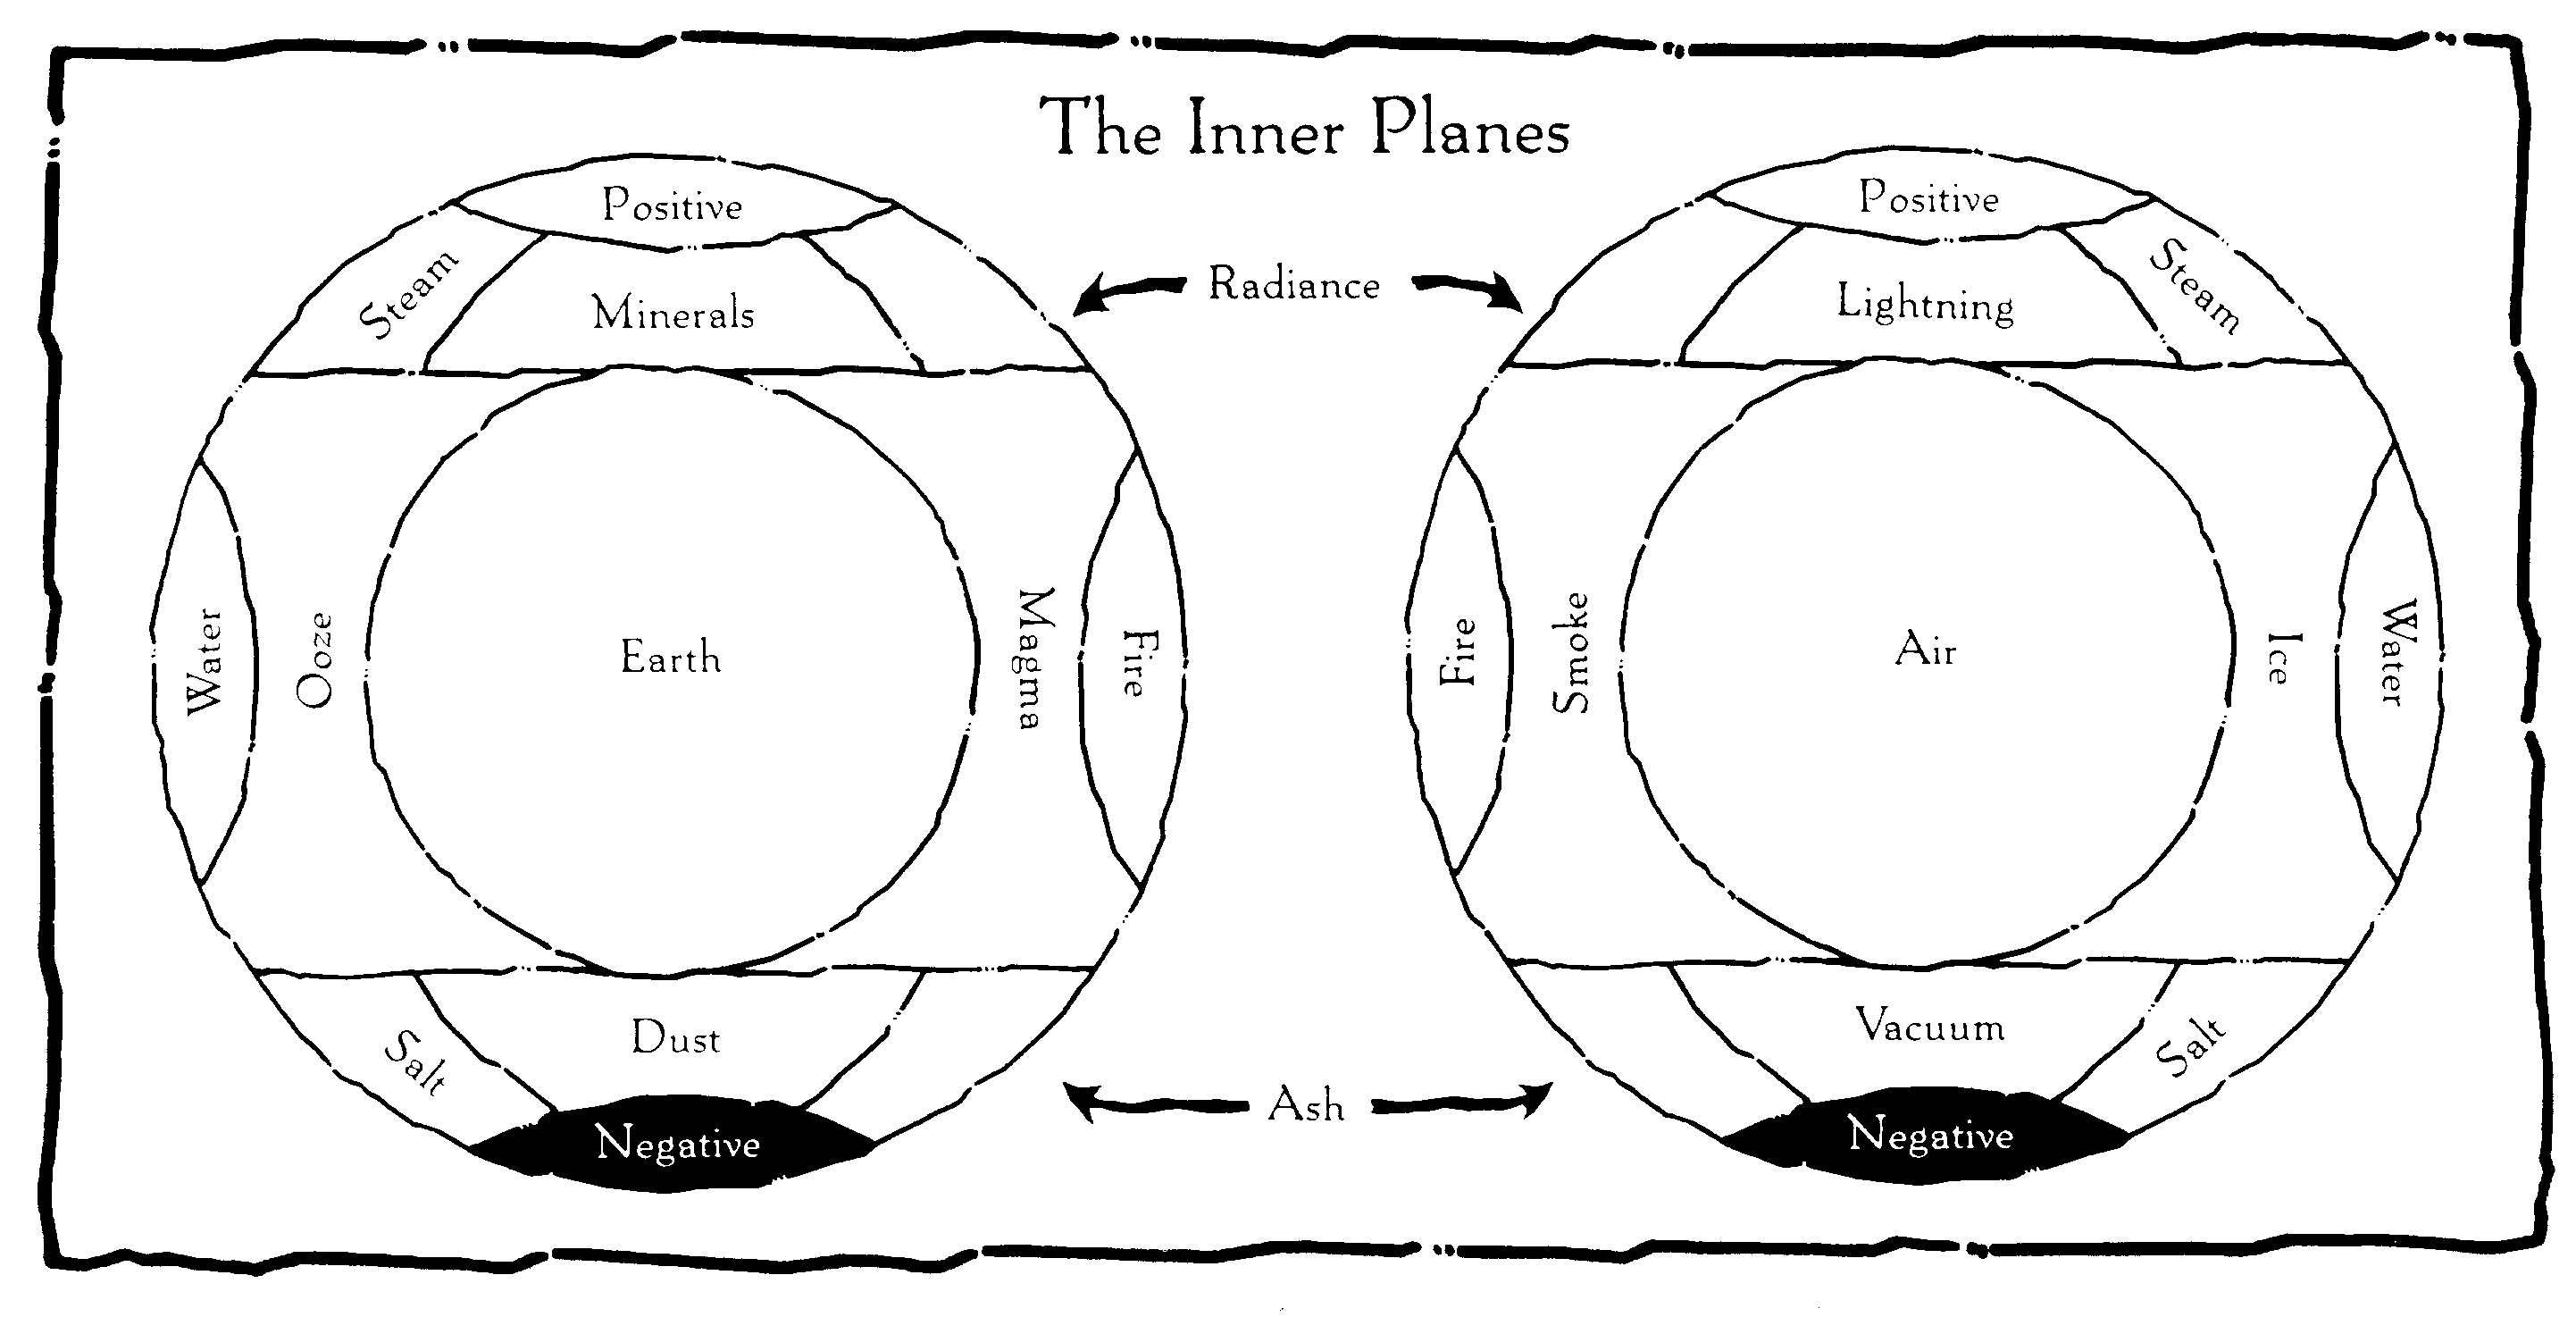 The Inner Planes
Positive
Steam
Minerals
Water
Ooze
Earth
Magma
Fire
Salt
Dust
Negative
Radiance
Ash
Positive
Lightning
Steam
Fire
Smoke
Air
Ice
Water
Vacuum
Salt
Negative